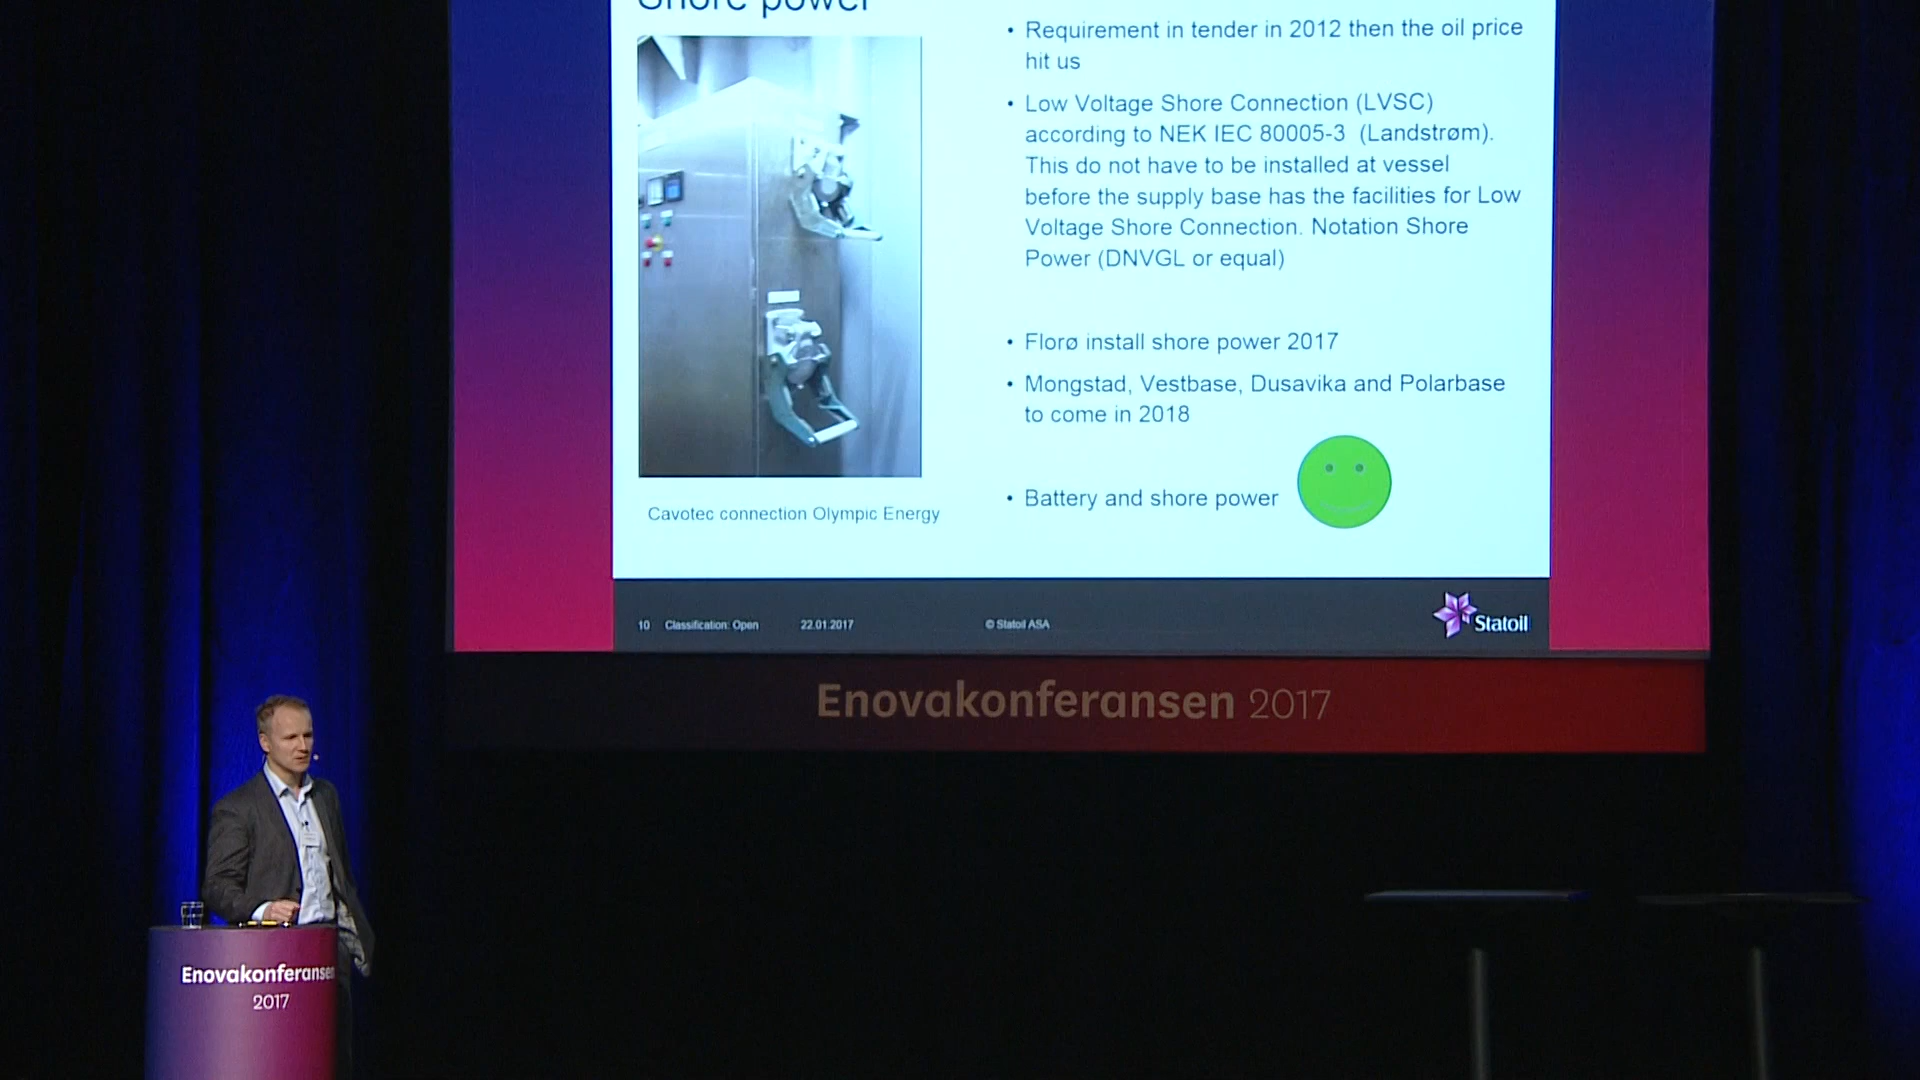 Shore power
• Requirement in tender in 2012 then the oil price
hit us
• Low Voltage Shore Connection (LVSC)
according to NEK IEC 80005-3 (Landstrøm).
This do not have to be installed at vessel
before the supply base has the facilities for Low
Voltage Shore Connection. Notation Shore
Power (DNVGL or equal)
• Florø install shore power 2017
• Mongstad, Vestbase, Dusavika and Polarbase
to come in 2018
• Battery and shore power
Cavotec connection Olympic Energy
10 Classification: Open 22.01.2017 © Statoil ASA
Statoil
Enovakonferansen 2017
Enovakonferansen
2017